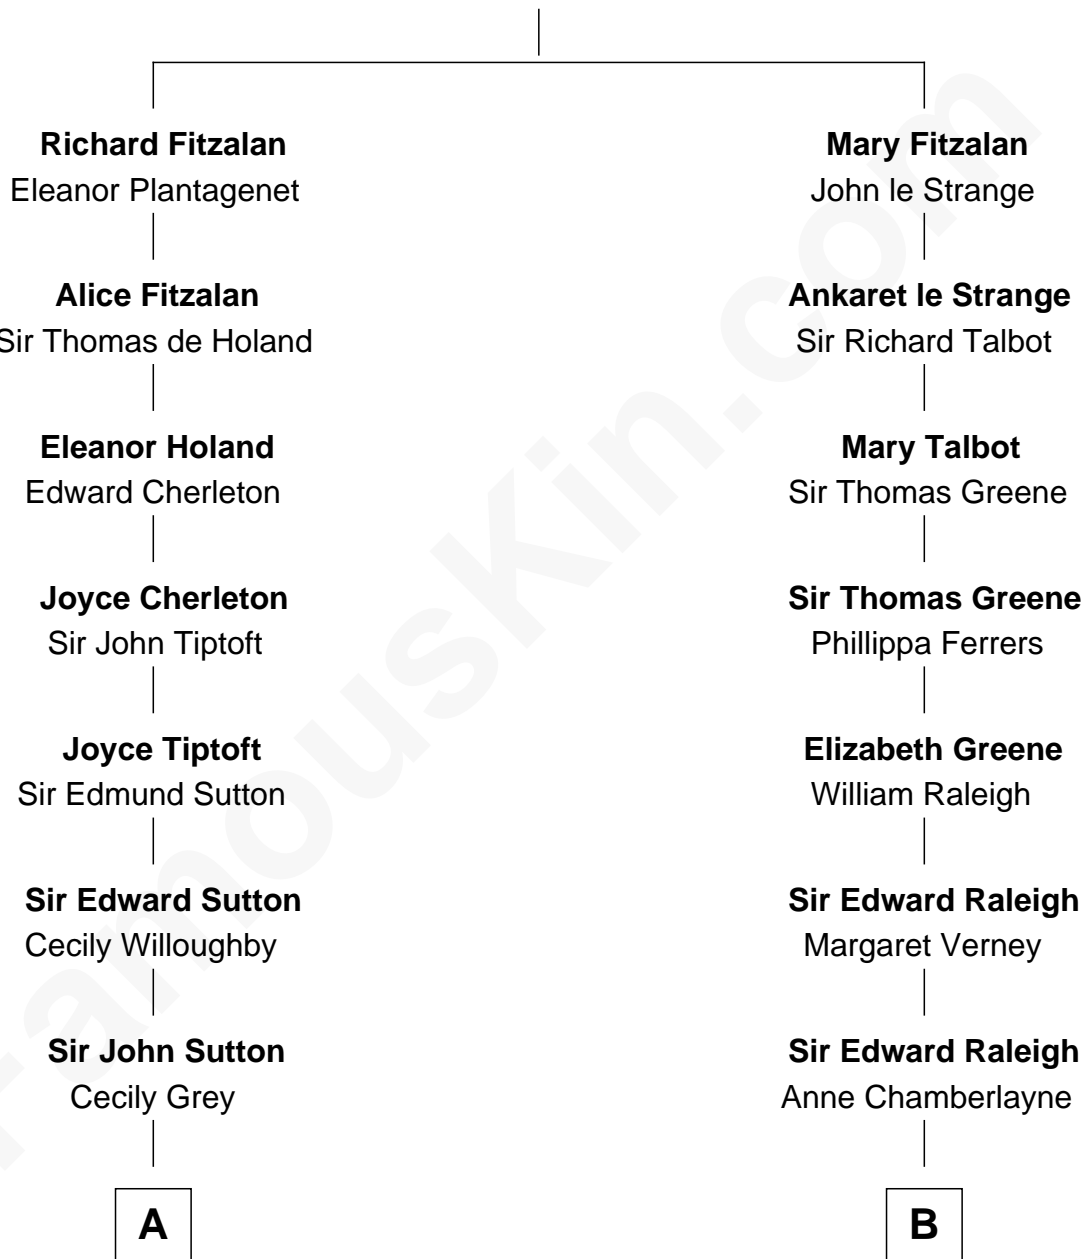 Richard Fitzalan
Eleanor Plantagenet
Alice Fitzalan
Sir Thomas de Holand
Eleanor Holand
Edward Cherleton
Joyce Cherleton
Sir John Tiptoft
Joyce Tiptoft
Sir Edmund Sutton
Sir Edward Sutton
Cecily Willoughby
Sir John Sutton
Cecily Grey
A
Mary Fitzalan
John le Strange
Ankaret le Strange
Sir Richard Talbot
Mary Talbot
Sir Thomas Greene
Sir Thomas Greene
Phillippa Ferrers
Elizabeth Greene
William Raleigh
Sir Edward Raleigh
Margaret Verney
Sir Edward Raleigh
Anne Chamberlayne
B
FamousKin.com